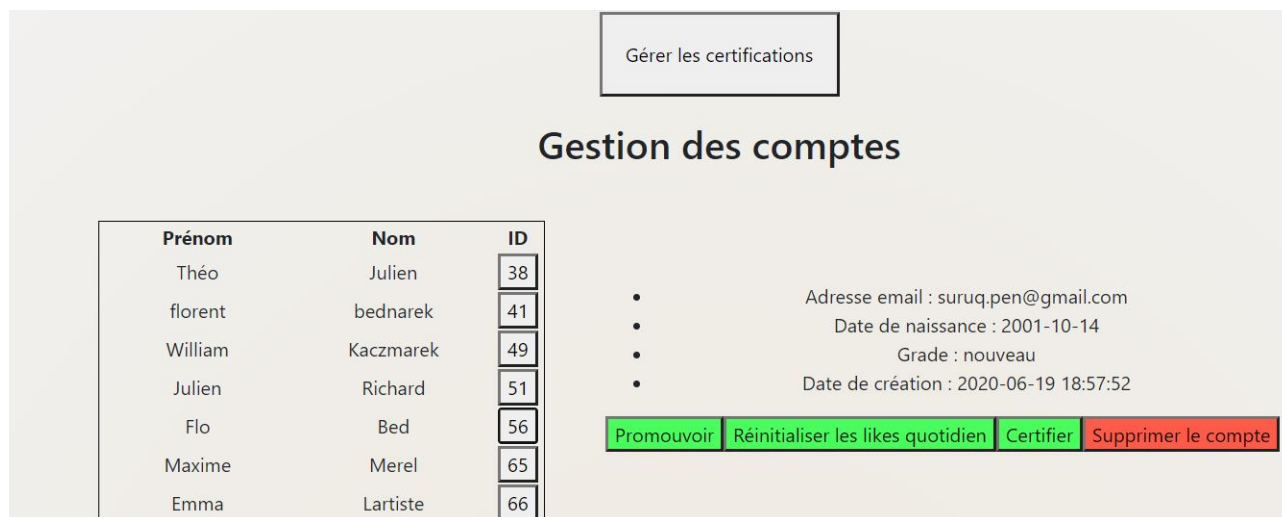 Gérer les certifications
Gestion des comptes
Prénom Nom ID
Théo Julien 38
florent bednarek 41
William Kaczmarek 49
Julien Richard 51
Flo Bed 56
Maxime Merel 65
Emma Lartiste 66
Adresse email : suruq.pen@gmail.com
Date de naissance : 2001-10-14
Grade : nouveau
Date de création : 2020-06-19 18:57:52
Promouvoir Réinitialiser les likes quotidien Certifier Supprimer le compte